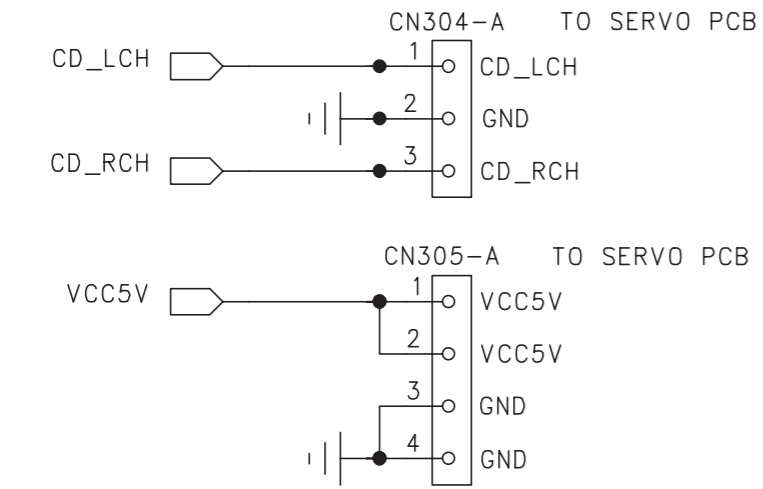 CN304-A TO SERVO PCB
CD_LCH 1 CD_LCH
2 GND
CD_RCH 3 CD_RCH
CN305-A TO SERVO PCB
VCC5V 1 VCC5V
2 VCC5V
3 GND
4 GND